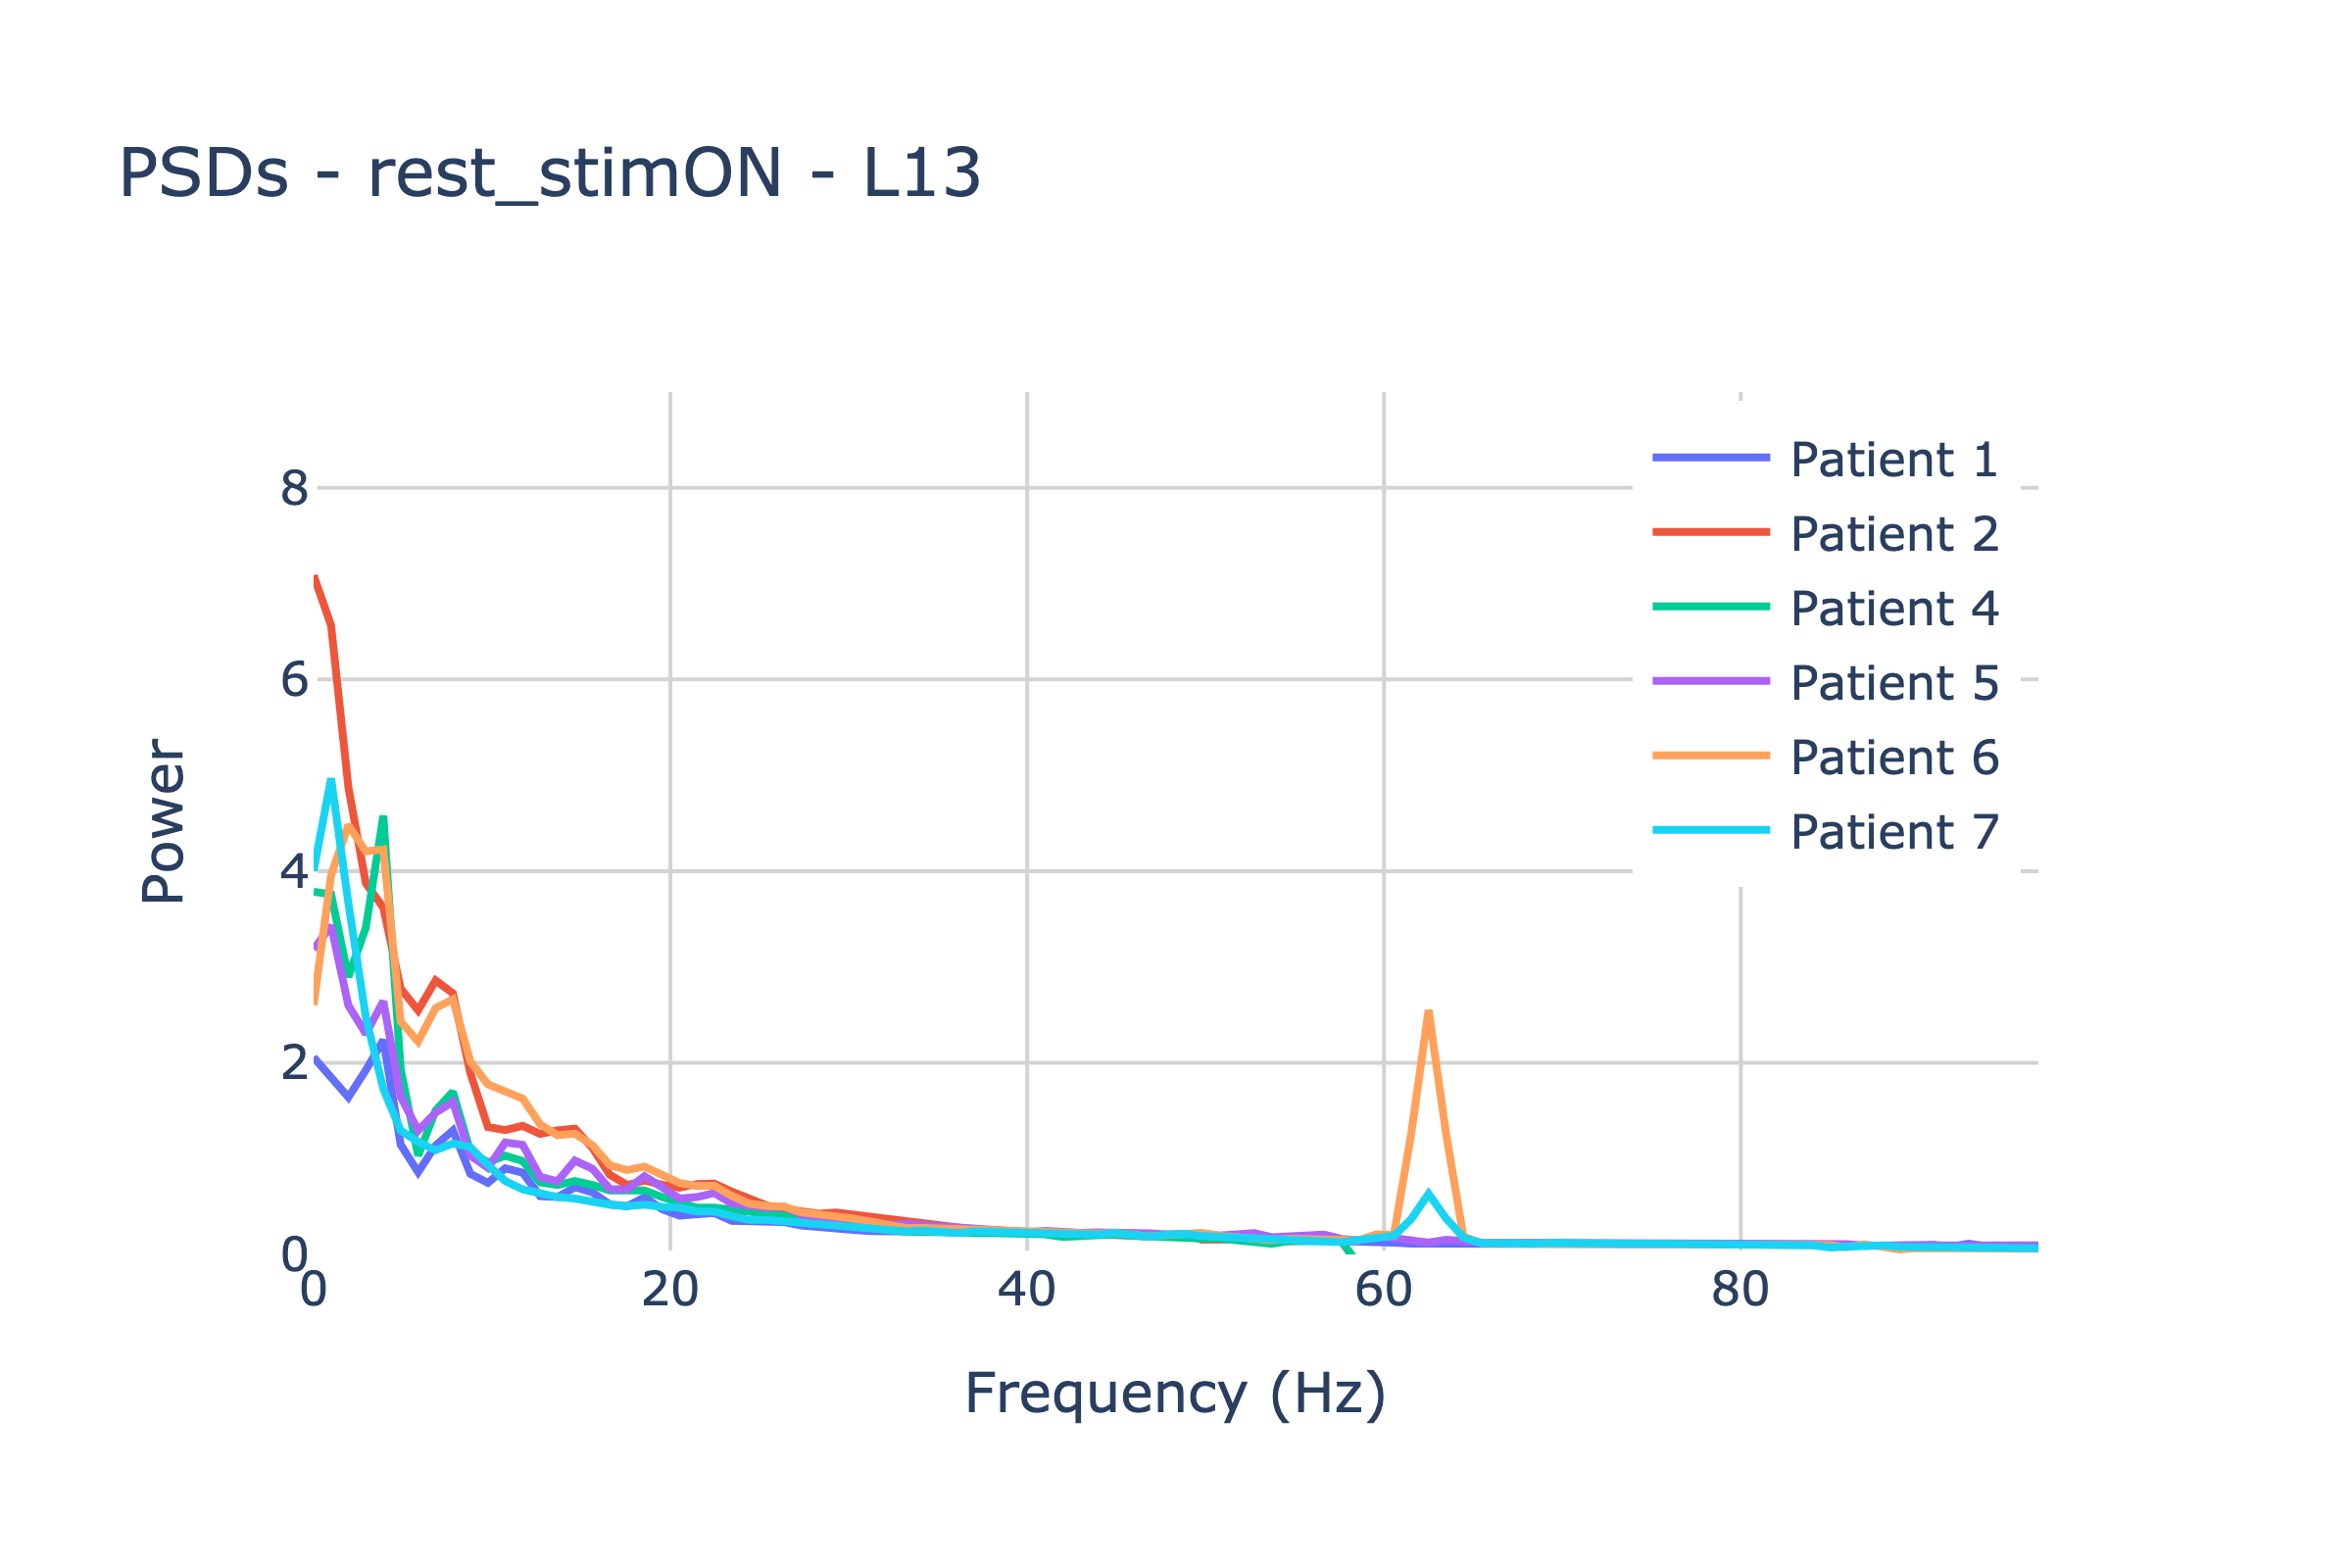 PSDs - rest_stimON - L13
Power
8
6
4
2
0
0
20
40
60
80
Frequency (Hz)
Patient 1
Patient 2
Patient 4
Patient 5
Patient 6
Patient 7